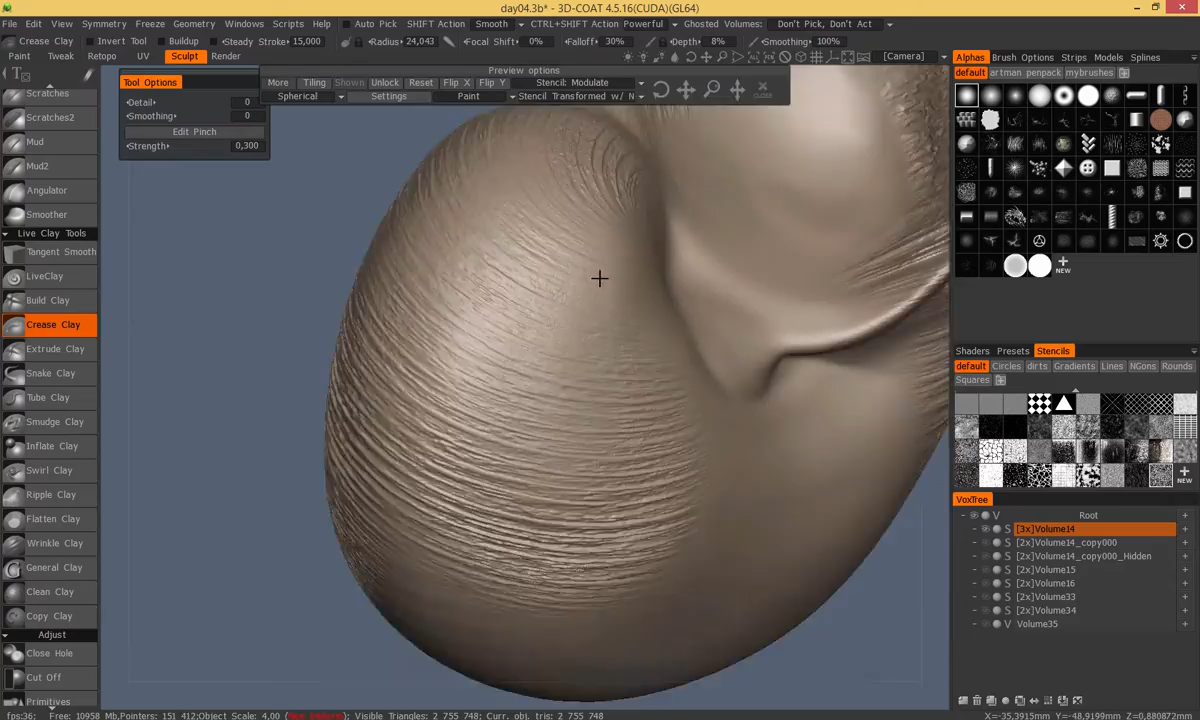 day04.3b* - 3D-COAT 4.5.16(CUDA)(GL64)
File Edit View Symmetry Freeze Geometry Windows Scripts Help Auto Pick SHIFT Action Smooth CTRL+SHIFT Action Powerful Ghosted Volumes: Don't Pick, Don't Act
Crease Clay Invert Tool Buildup Steady Stroke 15,000 Radius 24,043 Focal Shift 0% Falloff 30% Depth 8% Smoothing 100%
Paint Tweak Retopo UV Sculpt Render [Camera]
Preview options
Tool Options
More Tiling Shown Unlock Reset Flip X Flip Y Stencil: Modulate
Spherical Settings Paint Stencil Transformed w/ N
CLOSE
Detail: 0
Smoothing: 0
Edit Pinch
Strength 0,300
Scratches
Scratches2
Mud
Mud2
Angulator
Smoother
Live Clay Tools
Tangent Smooth
LiveClay
Build Clay
Crease Clay
Extrude Clay
Snake Clay
Tube Clay
Smudge Clay
Inflate Clay
Swirl Clay
Ripple Clay
Flatten Clay
Wrinkle Clay
General Clay
Clean Clay
Copy Clay
Adjust
Close Hole
Cut Off
Primitives
Alphas Brush Options Strips Models Splines
default artman penpack mybrushes
NEW
Shaders Presets Stencils
default Circles dirts Gradients Lines NGons Rounds
Squares
NEW
VoxTree
V Root +
S [3x]Volume14 +
S [2x]Volume14_copy000 +
S [2x]Volume14_copy000_Hidden +
S [2x]Volume15 +
S [2x]Volume16 +
S [2x]Volume33 +
S [2x]Volume34 +
V Volume35 +
fps:36; Free: 10958 Mb,Pointers: 151 412;Object Scale: 4,00 Visible Triangles: 2 755 748; Curr. obj. tris: 2 755 748; X=-35,3915mm Y=-48,9199mm Z=0,880872mm